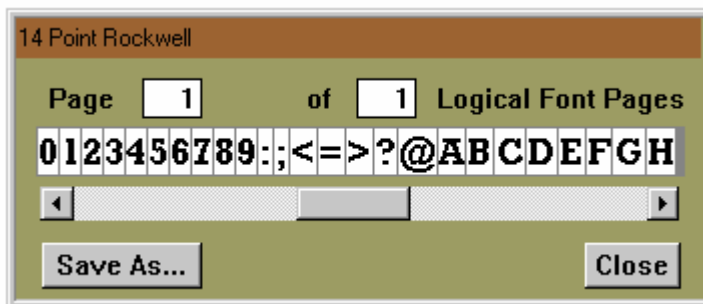 14 Point Rockwell
Page 1 of 1 Logical Font Pages
0123456789:;<=>?@ABCDEFGH
Save As... Close